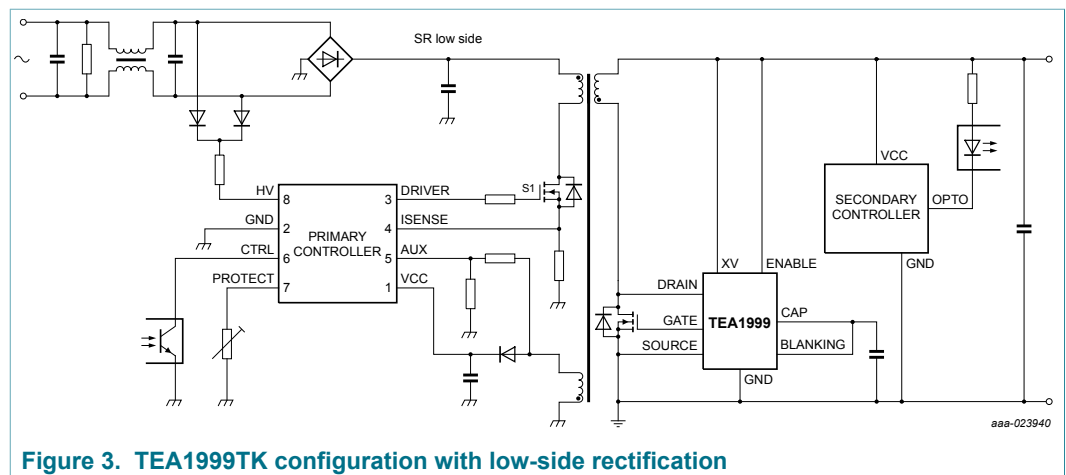 SR low side
HV
8
GND
2
CTRL
6
PROTECT
7
PRIMARY
CONTROLLER
3
DRIVER
4
ISENSE
5
AUX
1
VCC
S1
DRAIN
GATE
SOURCE
XV
ENABLE
TEA1999
CAP
BLANKING
GND
VCC
SECONDARY
CONTROLLER
OPTO
GND
aaa-023940
Figure 3. TEA1999TK configuration with low-side rectification